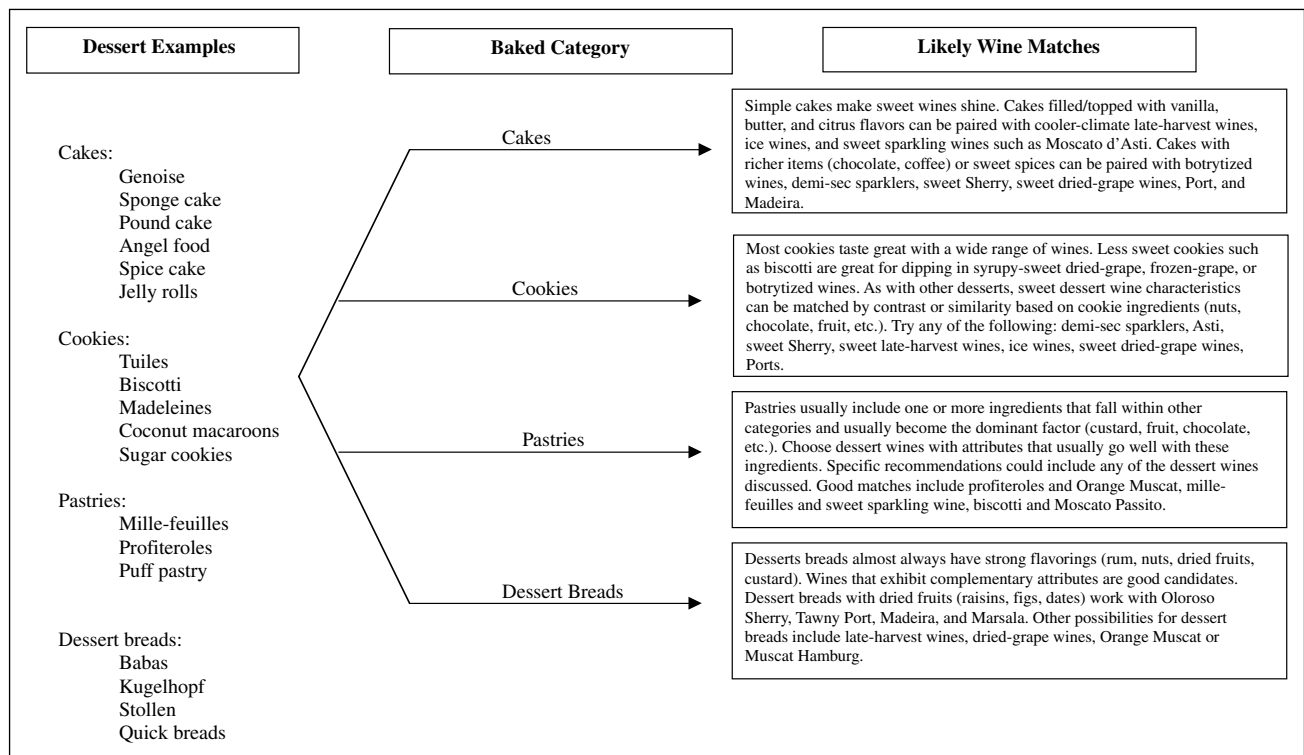 Dessert Examples
Baked Category
Likely Wine Matches
Cakes:
Genoise
Sponge cake
Pound cake
Angel food
Spice cake
Jelly rolls
Cookies:
Tuiles
Biscotti
Madeleines
Coconut macaroons
Sugar cookies
Pastries:
Mille-feuilles
Profiteroles
Puff pastry
Dessert breads:
Babas
Kugelhopf
Stollen
Quick breads
Cakes
Simple cakes make sweet wines shine. Cakes filled/topped with vanilla,
butter, and citrus flavors can be paired with cooler-climate late-harvest wines,
ice wines, and sweet sparkling wines such as Moscato d'Asti. Cakes with
richer items (chocolate, coffee) or sweet spices can be paired with botrytized
wines, demi-sec sparklers, sweet Sherry, sweet dried-grape wines, Port, and
Madeira.
Cookies
Most cookies taste great with a wide range of wines. Less sweet cookies such
as biscotti are great for dipping in syrupy-sweet dried-grape, frozen-grape, or
botrytized wines. As with other desserts, sweet dessert wine characteristics
can be matched by contrast or similarity based on cookie ingredients (nuts,
chocolate, fruit, etc.). Try any of the following: demi-sec sparklers, Asti,
sweet Sherry, sweet late-harvest wines, ice wines, sweet dried-grape wines,
Ports.
Pastries
Pastries usually include one or more ingredients that fall within other
categories and usually become the dominant factor (custard, fruit, chocolate,
etc.). Choose dessert wines with attributes that usually go well with these
ingredients. Specific recommendations could include any of the dessert wines
discussed. Good matches include profiteroles and Orange Muscat, mille-
feuilles and sweet sparkling wine, biscotti and Moscato Passito.
Dessert Breads
Desserts breads almost always have strong flavorings (rum, nuts, dried fruits,
custard). Wines that exhibit complementary attributes are good candidates.
Dessert breads with dried fruits (raisins, figs, dates) work with Oloroso
Sherry, Tawny Port, Madeira, and Marsala. Other possibilities for dessert
breads include late-harvest wines, dried-grape wines, Orange Muscat or
Muscat Hamburg.